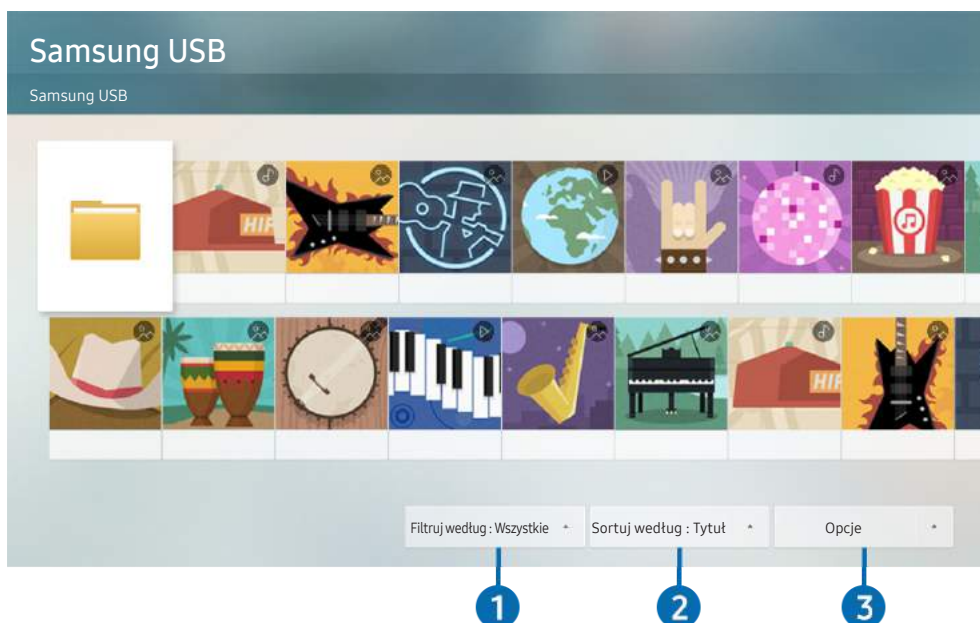 Samsung USB
Samsung USB
HIF
HIF
Filtruj według : Wszystkie
Sortuj według : Tytuł
Opcje
1
2
3